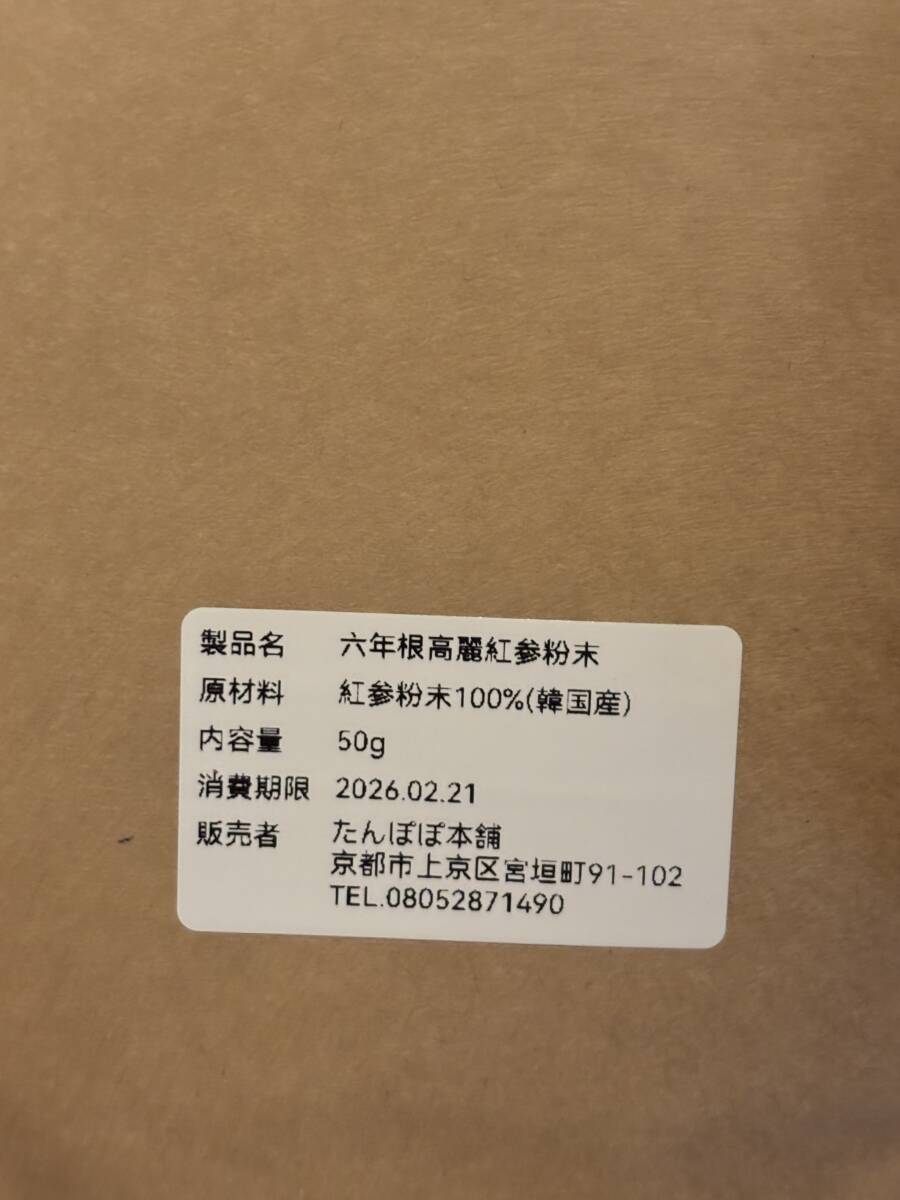 製品名 六年根高麗紅参粉末
原材料 紅参粉末100%(韓国産)
内容量 50g
消費期限 2026.02.21
販売者 たんぽぽ本舗
京都市上京区宮垣町91-102
TEL.08052871490